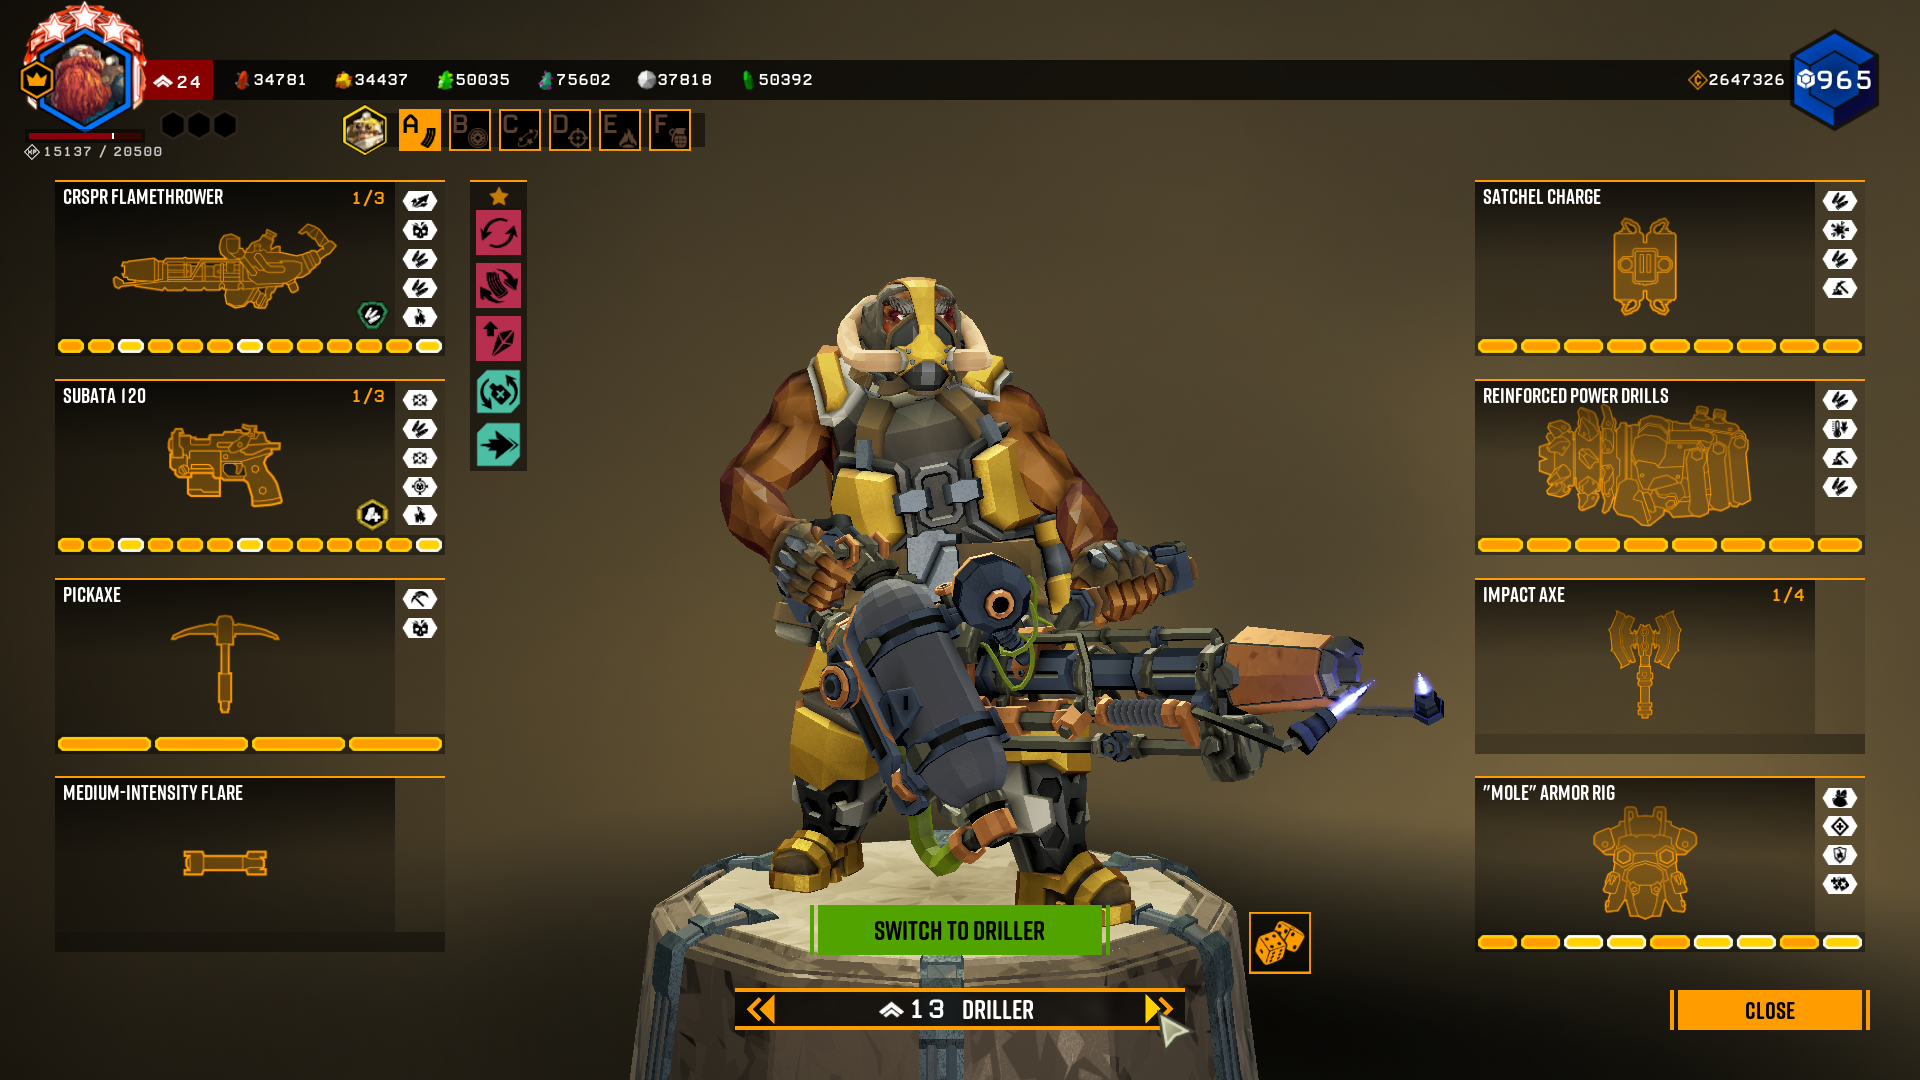 24 34781 34437 50035 75602 37818 50392 2647326 965
A B C D E F
15137 / 20500
CRSPR FLAMETHROWER 1/3
SUBATA 120 1/3
4
PICKAXE
MEDIUM-INTENSITY FLARE
SATCHEL CHARGE
REINFORCED POWER DRILLS
IMPACT AXE 1/4
"MOLE" ARMOR RIG
SWITCH TO DRILLER
13 DRILLER
CLOSE